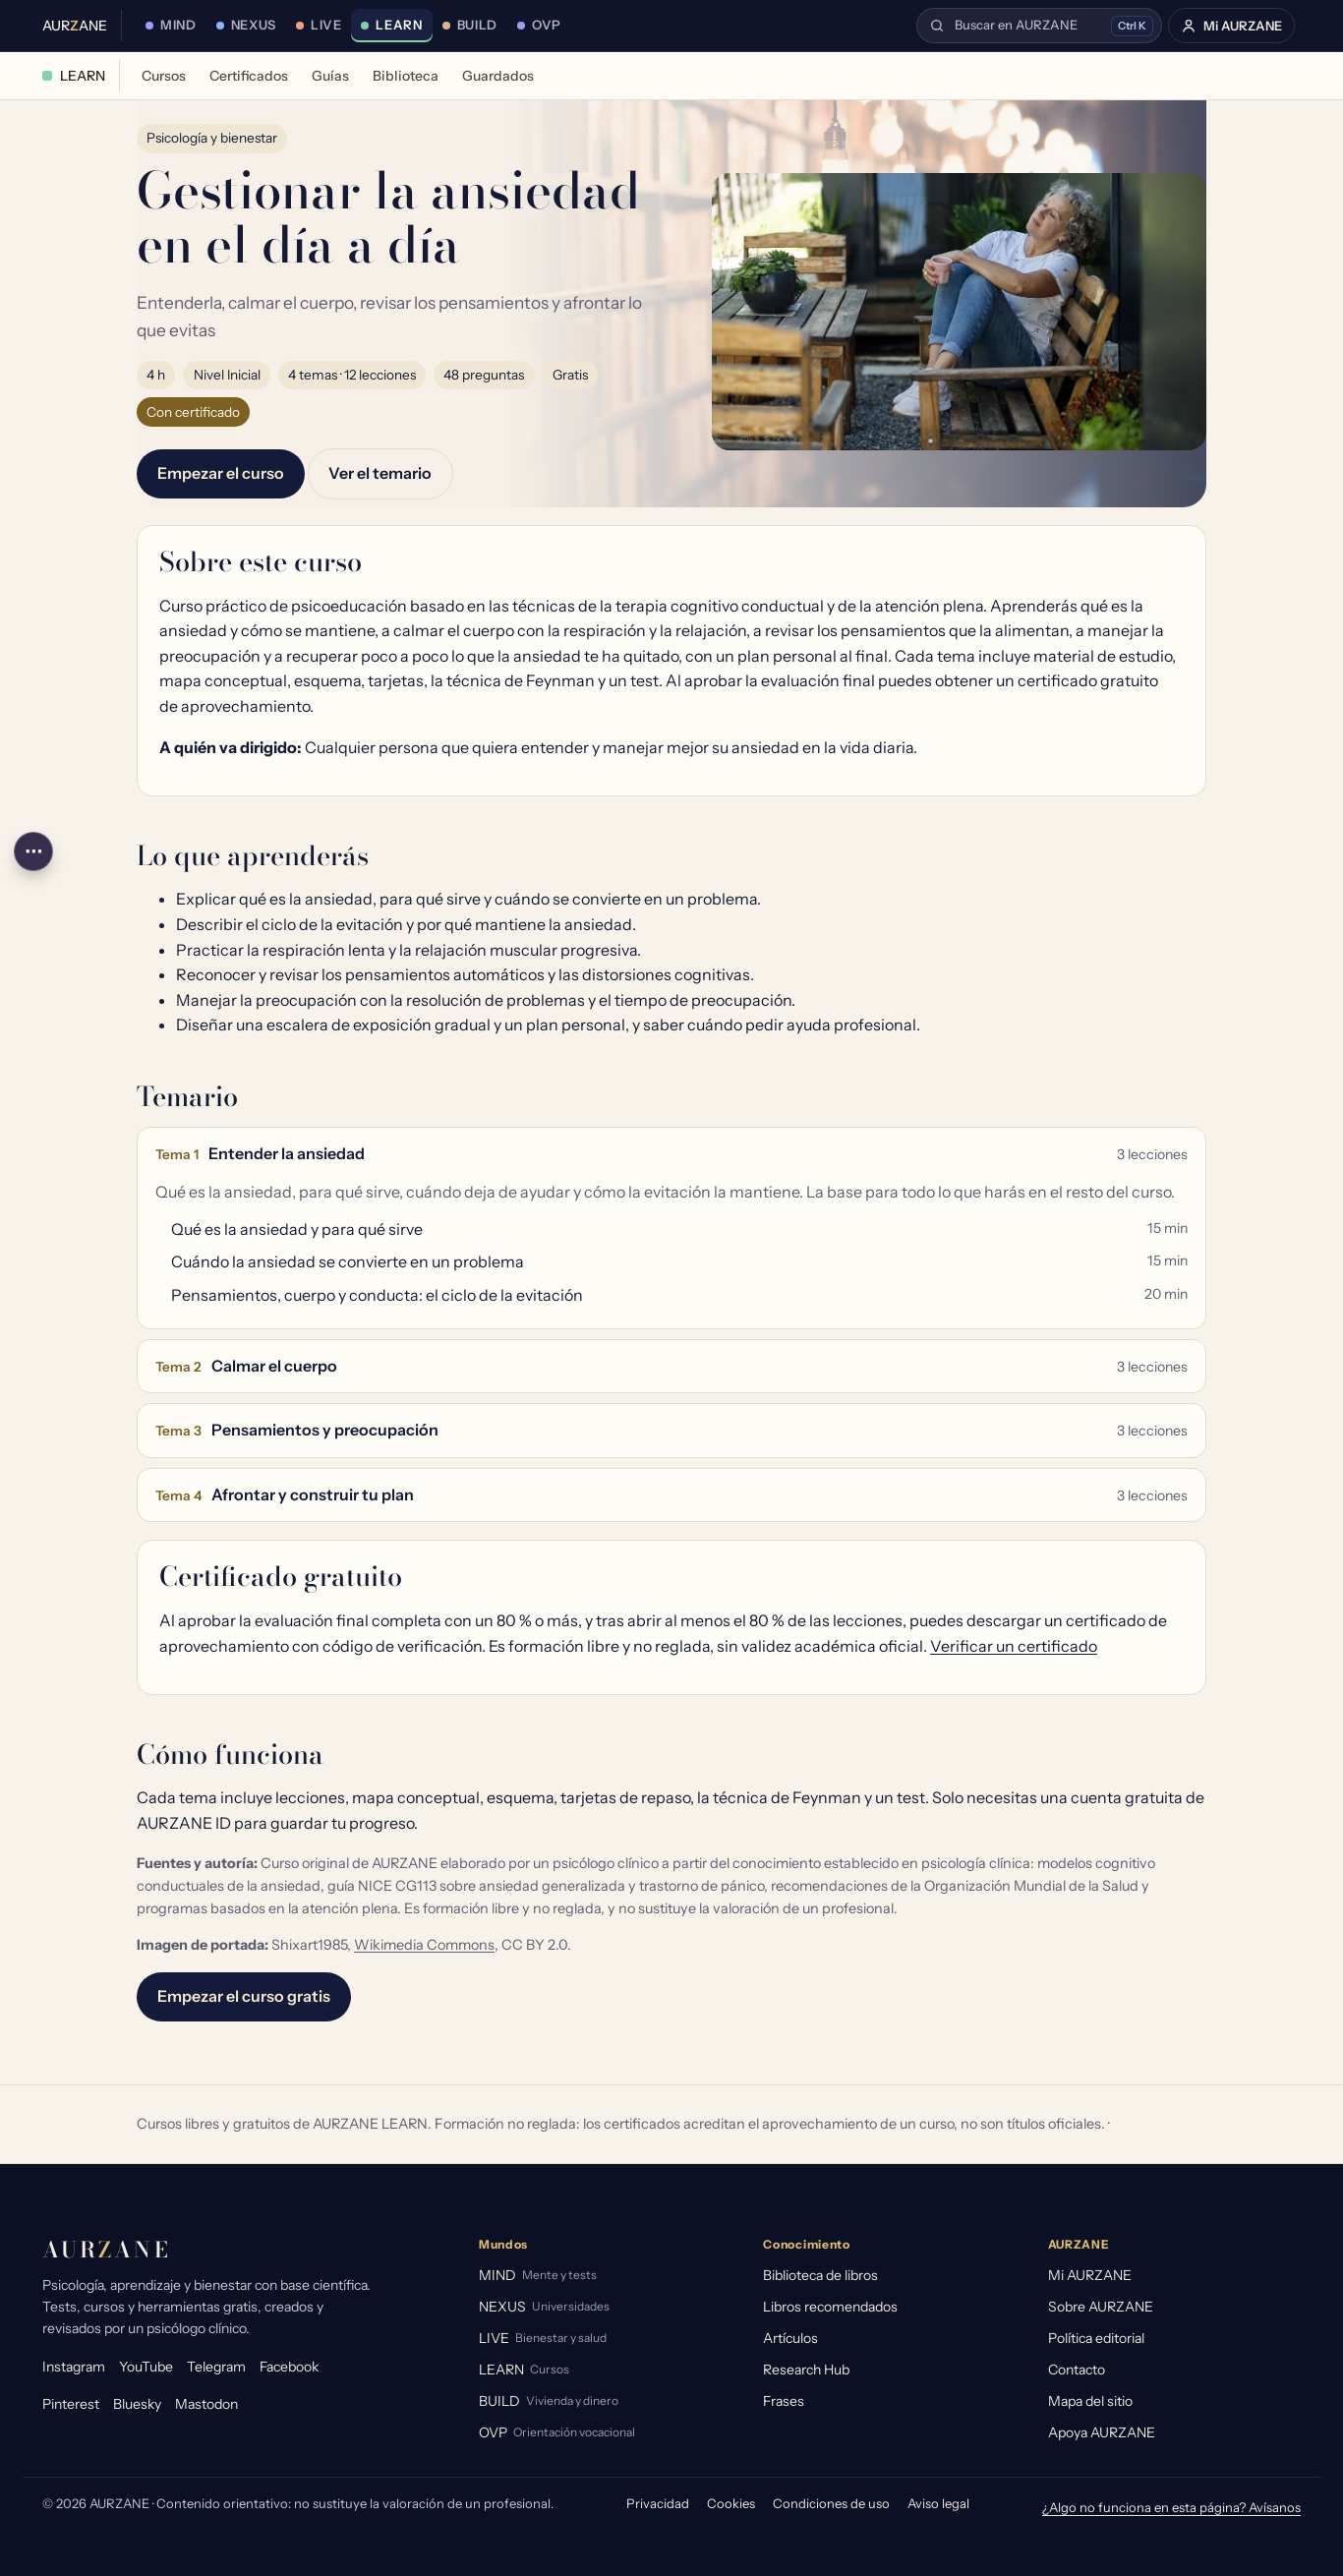 AURZANE
MIND
NEXUS
LIVE
LEARN
BUILD
OVP
Buscar en AURZANE
Ctrl K
Mi AURZANE
LEARN
Cursos
Certificados
Guías
Biblioteca
Guardados
Psicología y bienestar
Gestionar la ansiedad
en el día a día
Entenderla, calmar el cuerpo, revisar los pensamientos y afrontar lo
que evitas
4 h
Nivel Inicial
4 temas · 12 lecciones
48 preguntas
Gratis
Con certificado
Empezar el curso
Ver el temario
Sobre este curso
Curso práctico de psicoeducación basado en las técnicas de la terapia cognitivo conductual y de la atención plena. Aprenderás qué es la
ansiedad y cómo se mantiene, a calmar el cuerpo con la respiración y la relajación, a revisar los pensamientos que la alimentan, a manejar la
preocupación y a recuperar poco a poco lo que la ansiedad te ha quitado, con un plan personal al final. Cada tema incluye material de estudio,
mapa conceptual, esquema, tarjetas, la técnica de Feynman y un test. Al aprobar la evaluación final puedes obtener un certificado gratuito
de aprovechamiento.
A quién va dirigido: Cualquier persona que quiera entender y manejar mejor su ansiedad en la vida diaria.
Lo que aprenderás
• Explicar qué es la ansiedad, para qué sirve y cuándo se convierte en un problema.
• Describir el ciclo de la evitación y por qué mantiene la ansiedad.
• Practicar la respiración lenta y la relajación muscular progresiva.
• Reconocer y revisar los pensamientos automáticos y las distorsiones cognitivas.
• Manejar la preocupación con la resolución de problemas y el tiempo de preocupación.
• Diseñar una escalera de exposición gradual y un plan personal, y saber cuándo pedir ayuda profesional.
Temario
Tema 1 Entender la ansiedad 3 lecciones
Qué es la ansiedad, para qué sirve, cuándo deja de ayudar y cómo la evitación la mantiene. La base para todo lo que harás en el resto del curso.
Qué es la ansiedad y para qué sirve 15 min
Cuándo la ansiedad se convierte en un problema 15 min
Pensamientos, cuerpo y conducta: el ciclo de la evitación 20 min
Tema 2 Calmar el cuerpo 3 lecciones
Tema 3 Pensamientos y preocupación 3 lecciones
Tema 4 Afrontar y construir tu plan 3 lecciones
Certificado gratuito
Al aprobar la evaluación final completa con un 80 % o más, y tras abrir al menos el 80 % de las lecciones, puedes descargar un certificado de
aprovechamiento con código de verificación. Es formación libre y no reglada, sin validez académica oficial. Verificar un certificado
Cómo funciona
Cada tema incluye lecciones, mapa conceptual, esquema, tarjetas de repaso, la técnica de Feynman y un test. Solo necesitas una cuenta gratuita de
AURZANE ID para guardar tu progreso.
Fuentes y autoría: Curso original de AURZANE elaborado por un psicólogo clínico a partir del conocimiento establecido en psicología clínica: modelos cognitivo
conductuales de la ansiedad, guía NICE CG113 sobre ansiedad generalizada y trastorno de pánico, recomendaciones de la Organización Mundial de la Salud y
programas basados en la atención plena. Es formación libre y no reglada, y no sustituye la valoración de un profesional.
Imagen de portada: Shixart1985, Wikimedia Commons, CC BY 2.0.
Empezar el curso gratis
Cursos libres y gratuitos de AURZANE LEARN. Formación no reglada: los certificados acreditan el aprovechamiento de un curso, no son títulos oficiales. ·
AURZANE
Psicología, aprendizaje y bienestar con base científica.
Tests, cursos y herramientas gratis, creados y
revisados por un psicólogo clínico.
Instagram YouTube Telegram Facebook
Pinterest Bluesky Mastodon
Mundos
MIND Mente y tests
NEXUS Universidades
LIVE Bienestar y salud
LEARN Cursos
BUILD Vivienda y dinero
OVP Orientación vocacional
Conocimiento
Biblioteca de libros
Libros recomendados
Artículos
Research Hub
Frases
AURZANE
Mi AURZANE
Sobre AURZANE
Política editorial
Contacto
Mapa del sitio
Apoya AURZANE
© 2026 AURZANE · Contenido orientativo: no sustituye la valoración de un profesional.
Privacidad Cookies Condiciones de uso Aviso legal
¿Algo no funciona en esta página? Avísanos